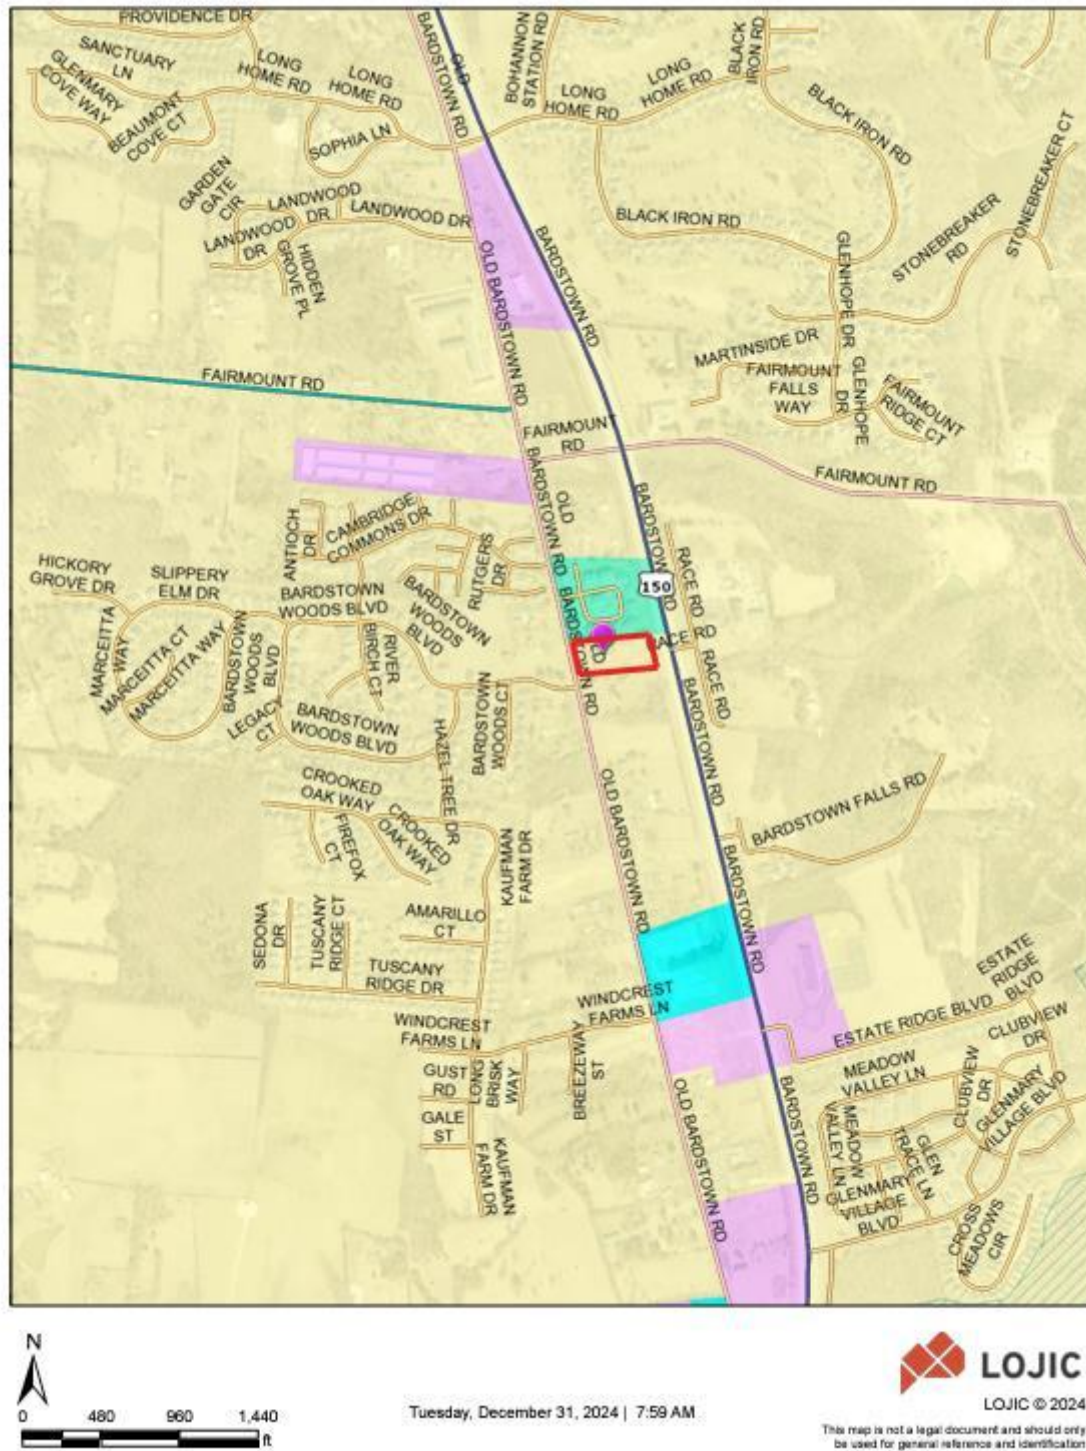 PROVIDENCE DR
SANCTUARY
LN
GLENMARY
COVE WAY
BEAUMONT
COVE CT
LONG
HOME RD
LONG
HOME RD
SOPHIA LN
OLD
BARDSTOWN RD
BOHANNON
STATION RD
LONG
HOME RD
LONG
HOME RD
BLACK
IRON RD
BLACK IRON RD
STONEBREAKER CT
STONEBREAKER
RD
GARDEN
GATE
CIR
LANDWOOD
DR
LANDWOOD DR
LANDWOOD
DR
HIDDEN
GROVE PL
OLD BARDSTOWN RD
BARDSTOWN RD
BLACK IRON RD
GLENHOPE DR
MARTINSIDE DR
FAIRMOUNT
FALLS
WAY
GLENHOPE
DR
FAIRMOUNT
RIDGE CT
FAIRMOUNT RD
FAIRMOUNT
RD
FAIRMOUNT RD
OLD
BARDSTOWN RD
BARDSTOWN RD
150
RACE RD
RACE RD
RACE RD
ANTIOCH
DR
CAMBRIDGE
COMMONS DR
RUTGERS
DR
HICKORY
GROVE DR
SLIPPERY
ELM DR
BARDSTOWN
WOODS BLVD
BARDSTOWN
WOODS
BLVD
MARCEITTA
WAY
MARCEITTA CT
MARCEITTA WAY
BARDSTOWN
WOODS
BLVD
RIVER
BIRCH CT
LEGACY
CT
BARDSTOWN
WOODS BLVD
HAZEL TREE DR
BARDSTOWN
WOODS CT
OLD
BARDSTOWN RD
BARDSTOWN RD
CROOKED
OAK WAY
CROOKED
OAK WAY
FIREFOX
CT
KAUFMAN
FARM DR
OLD BARDSTOWN RD
BARDSTOWN FALLS RD
BARDSTOWN RD
SEDONA
DR
TUSCANY
RIDGE CT
AMARILLO
CT
TUSCANY
RIDGE DR
WINDCREST
FARMS LN
WINDCREST
FARMS LN
GUST
RD
LONG
BRISK
WAY
BREEZEWAY
ST
GALE
ST
KAUFMAN
FARM DR
ESTATE RIDGE BLVD
ESTATE
RIDGE
BLVD
CLUBVIEW
DR
MEADOW
VALLEY LN
CLUBVIEW
DR
GLENMARY
VILLAGE BLVD
MEADOW
VALLEY LN
GLEN
TRACE LN
GLENMARY
VILLAGE
BLVD
CROSS
MEADOWS
CIR
OLD BARDSTOWN RD
BARDSTOWN RD
N
0 480 960 1,440
ft
Tuesday, December 31, 2024 | 7:59 AM
LOJIC
LOJIC © 2024
This map is not a legal document and should only
be used for general reference and identification